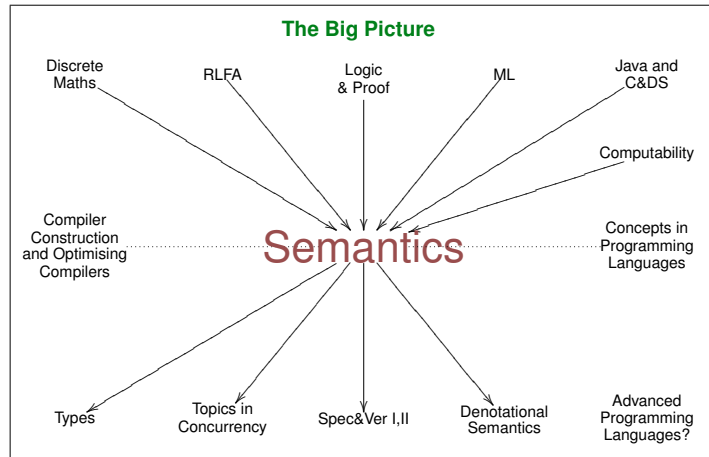 The Big Picture
Discrete
Maths
RLFA
Logic
& Proof
ML
Java and
C&DS
Computability
Compiler
Construction
and Optimising
Compilers
Semantics
Concepts in
Programming
Languages
Types
Topics in
Concurrency
Spec&Ver I,II
Denotational
Semantics
Advanced
Programming
Languages?